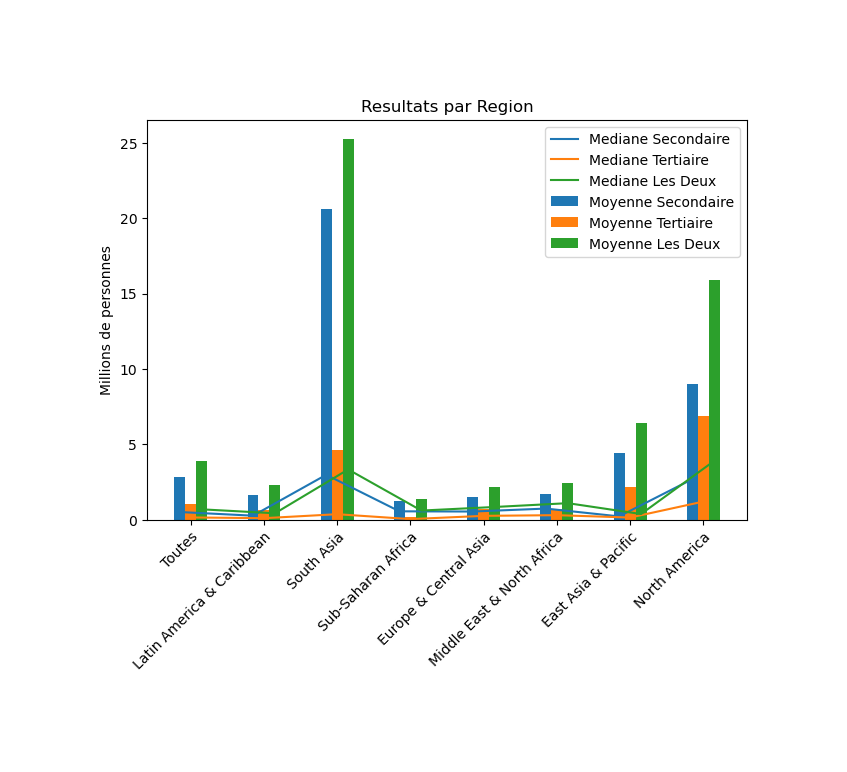 Resultats par Region
Mediane Secondaire
Mediane Tertiaire
Mediane Les Deux
Moyenne Secondaire
Moyenne Tertiaire
Moyenne Les Deux
Millions de personnes
25
20
15
10
5
0
Toutes
Latin America & Caribbean
South Asia
Sub-Saharan Africa
Europe & Central Asia
Middle East & North Africa
East Asia & Pacific
North America